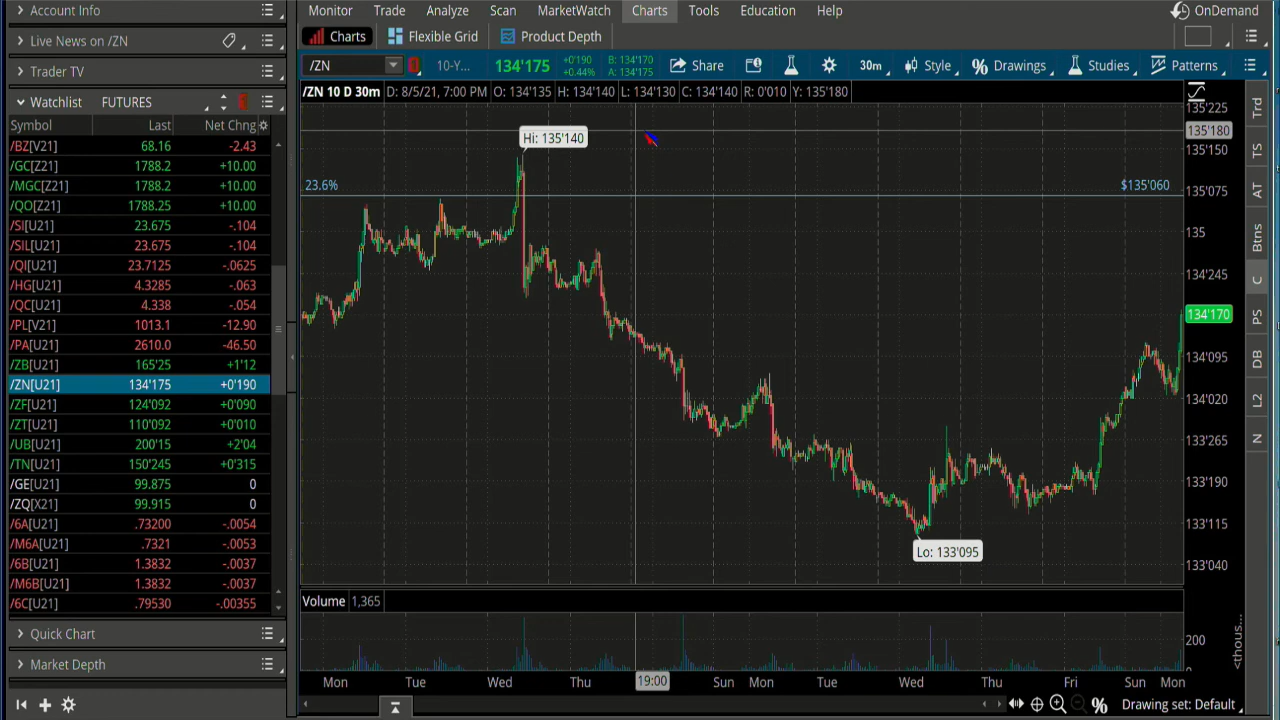 Account Info
Live News on /ZN
Trader TV
Watchlist FUTURES
Symbol Last Net Chng
/BZ[V21] 68.16 -2.43
/GC[Z21] 1788.2 +10.00
/MGC[Z21] 1788.2 +10.00
/QO[Z21] 1788.25 +10.00
/SI[U21] 23.675 -.104
/SIL[U21] 23.675 -.104
/QI[U21] 23.7125 -.0625
/HG[U21] 4.3285 -.063
/QC[U21] 4.338 -.054
/PL[V21] 1013.1 -12.90
/PA[U21] 2610.0 -46.50
/ZB[U21] 165'25 +1'12
/ZN[U21] 134'175 +0'190
/ZF[U21] 124'092 +0'090
/ZT[U21] 110'092 +0'010
/UB[U21] 200'15 +2'04
/TN[U21] 150'245 +0'315
/GE[U21] 99.875 0
/ZQ[X21] 99.915 0
/6A[U21] .73200 -.0054
/M6A[U21] .7321 -.0053
/6B[U21] 1.3832 -.0037
/M6B[U21] 1.3832 -.0037
/6C[U21] .79530 -.00355
Quick Chart
Market Depth
Monitor Trade Analyze Scan MarketWatch Charts Tools Education Help OnDemand
Charts Flexible Grid Product Depth
/ZN 10-Y... 134'175 +0'190 +0.44% B: 134'170 A: 134'175 Share 30m Style Drawings Studies Patterns
/ZN 10 D 30m D: 8/5/21, 7:00 PM O: 134'135 H: 134'140 L: 134'130 C: 134'140 R: 0'010 Y: 135'180
135'225
135'180
Hi: 135'140
135'150
23.6% $135'060
135'075
135
134'245
134'170
134'095
134'020
133'265
133'190
133'115
Lo: 133'095
133'040
Volume 1,365
200
0
<thous...
Mon Tue Wed Thu 19:00 Sun Mon Tue Wed Thu Fri Sun Mon
Drawing set: Default
Trd
TS
AT
Btns
C
PS
DB
L2
N